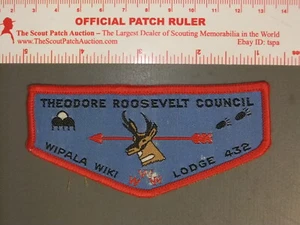 OFFICIAL PATCH RULER
The Scout Patch Auction – The Largest Dealer of Scouting Memorabilia in the World!
www.TheScoutPatchAuction.com
Ebay ID: tspa
THEODORE ROOSEVELT COUNCIL
WIPALA WIKI LODGE 432